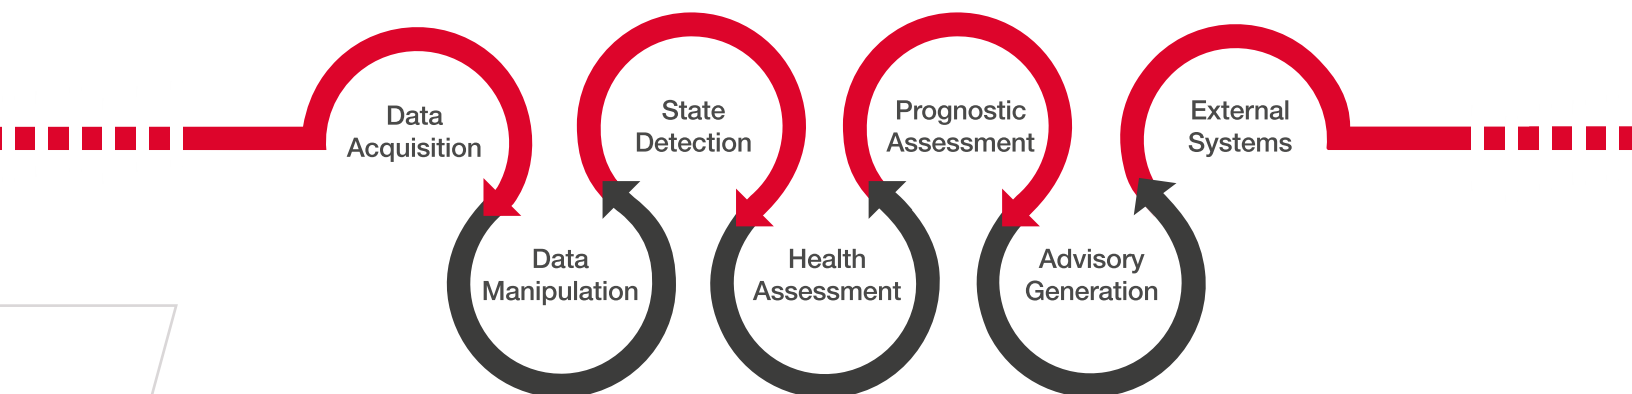 Data
Acquisition
Data
Manipulation
State
Detection
Health
Assessment
Prognostic
Assessment
Advisory
Generation
External
Systems